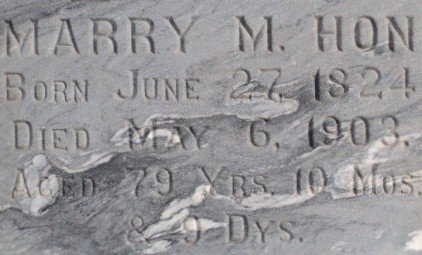 MARRY M. HON
BORN JUNE 27, 1824
DIED MAY 6, 1903.
AGED 79 YRS. 10 MOS.
& 9 DYS.